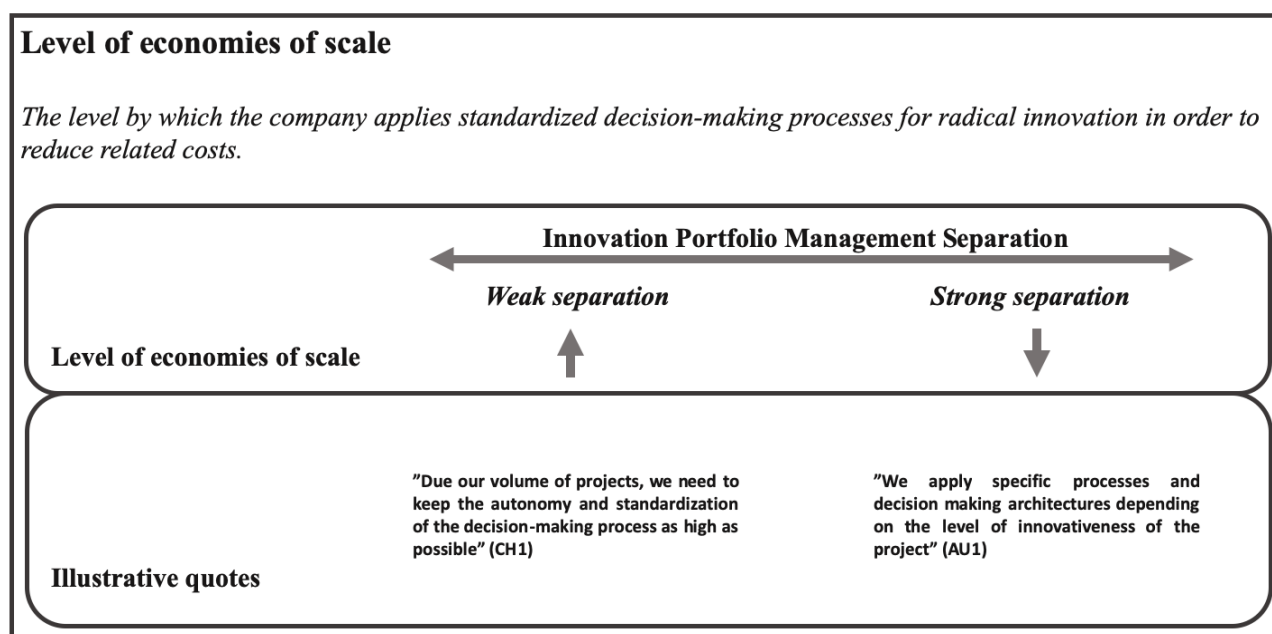 Level of economies of scale
The level by which the company applies standardized decision-making processes for radical innovation in order to
reduce related costs.
Innovation Portfolio Management Separation
Weak separation
Strong separation
Level of economies of scale
”Due our volume of projects, we need to
keep the autonomy and standardization
of the decision-making process as high as
possible” (CH1)
”We apply specific processes and
decision making architectures depending
on the level of innovativeness of the
project” (AU1)
Illustrative quotes